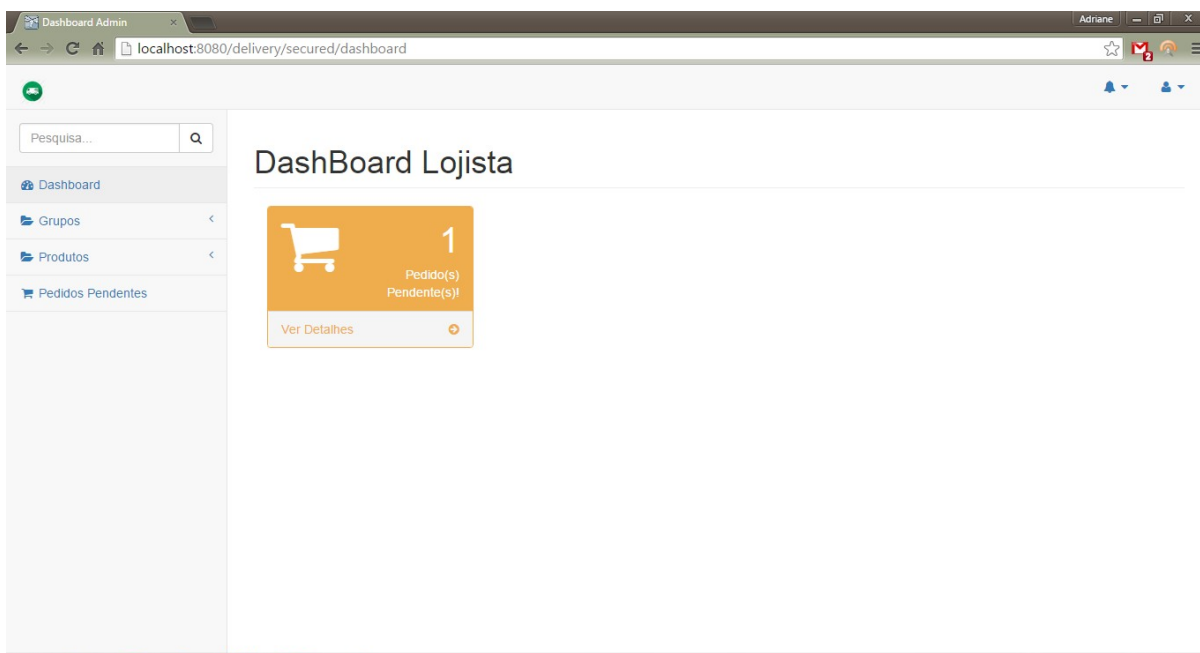 Dashboard Admin
Adriane
localhost:8080/delivery/secured/dashboard
2
Pesquisa...
Dashboard
Grupos
Produtos
Pedidos Pendentes
DashBoard Lojista
1
Pedido(s)
Pendente(s)!
Ver Detalhes